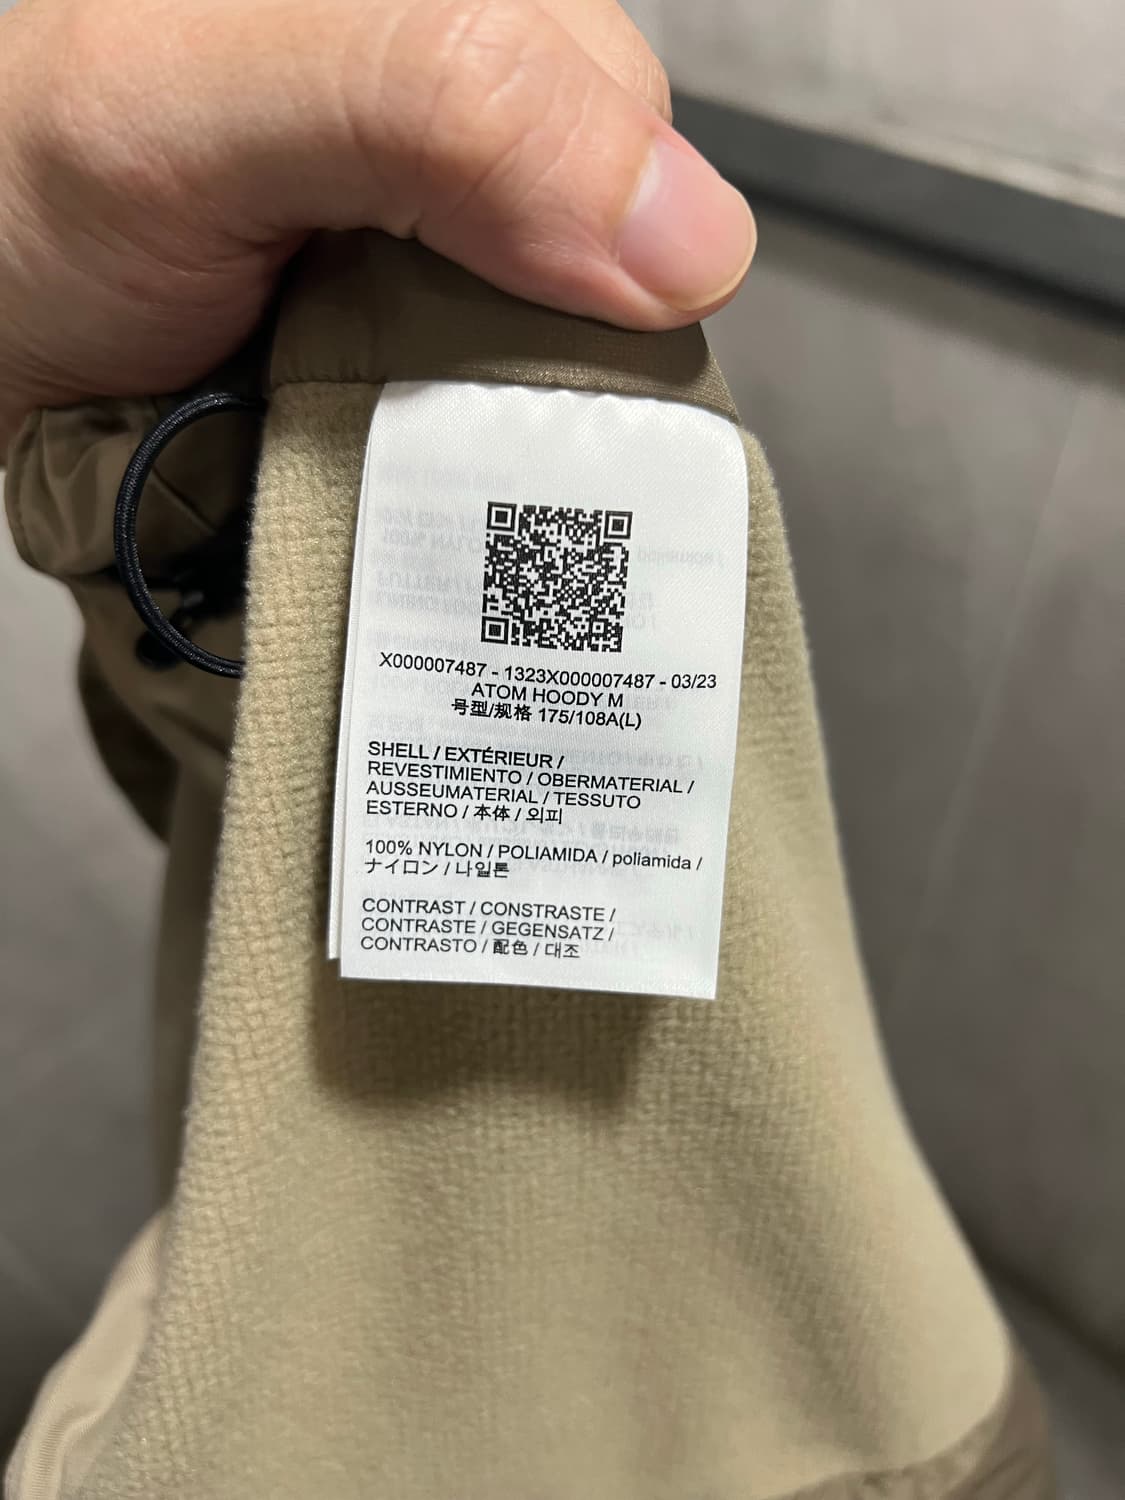 X000007487 - 1323X000007487 - 03/23
ATOM HOODY M
号型/规格 175/108A(L)
SHELL / EXTÉRIEUR /
REVESTIMIENTO / OBERMATERIAL /
AUSSEUMATERIAL / TESSUTO
ESTERNO / 本体 / 외피
100% NYLON / POLIAMIDA / poliamida /
ナイロン / 나일론
CONTRAST / CONSTRASTE /
CONTRASTE / GEGENSATZ /
CONTRASTO / 配色 / 대조